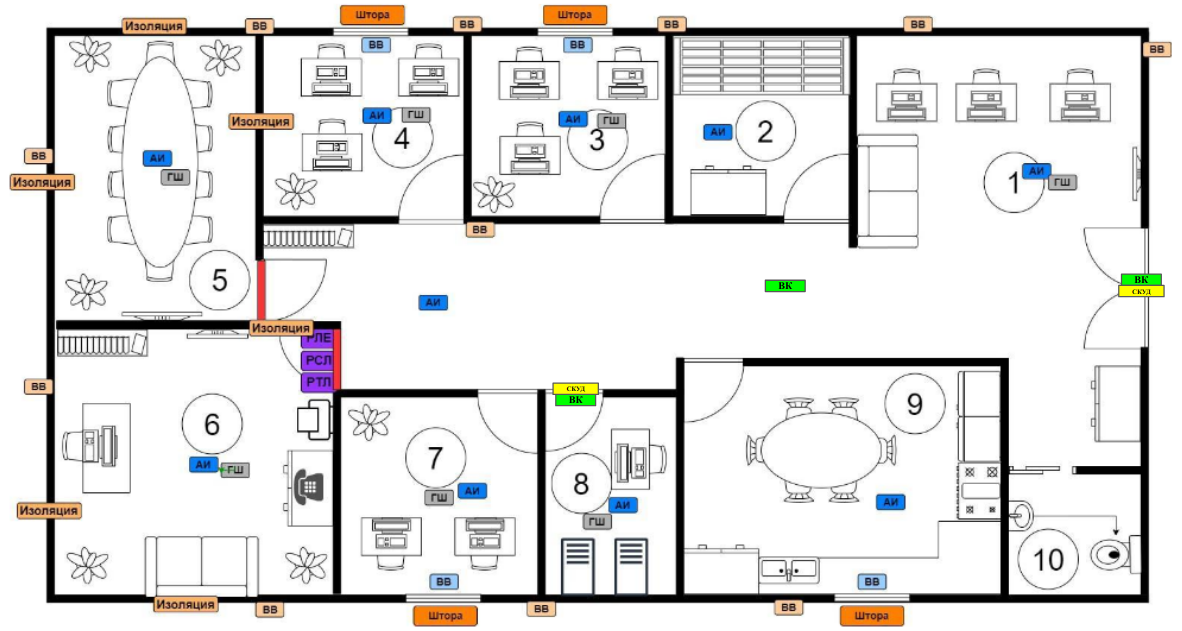 Штора
Штора
Изоляция
ВВ
ВВ
ВВ
ВВ
ВВ
ВВ
ВВ
Изоляция
АИ
ГШ
4
АИ
ГШ
3
АИ
2
1
АИ
ГШ
ВВ
АИ
ГШ
Изоляция
ВВ
5
ВК
ВК
СКУД
АИ
Изоляция
РЛЕ
РСЛ
РТЛ
ВВ
СКУД
ВК
6
АИ
ГШ
7
АИ
ГШ
8
АИ
ГШ
9
АИ
10
Изоляция
ВВ
ВВ
Изоляция
ВВ
Штора
ВВ
ВВ
Штора